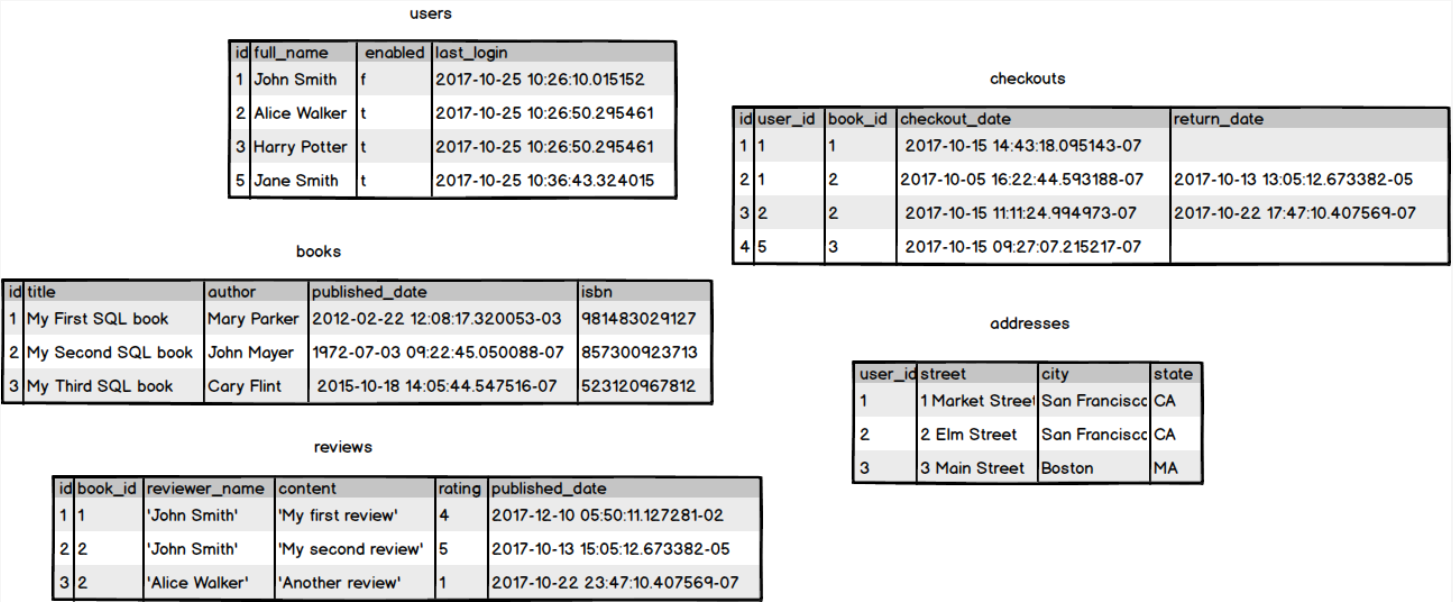 users
id full_name enabled last_login
1 John Smith f 2017-10-25 10:26:10.015152
2 Alice Walker t 2017-10-25 10:26:50.295461
3 Harry Potter t 2017-10-25 10:26:50.295461
5 Jane Smith t 2017-10-25 10:36:43.324015
checkouts
id user_id book_id checkout_date return_date
1 1 1 2017-10-15 14:43:18.095143-07
2 1 2 2017-10-05 16:22:44.593188-07 2017-10-13 13:05:12.673382-05
3 2 2 2017-10-15 11:11:24.994973-07 2017-10-22 17:47:10.407569-07
4 5 3 2017-10-15 09:27:07.215217-07
books
id title author published_date isbn
1 My First SQL book Mary Parker 2012-02-22 12:08:17.320053-03 981483029127
2 My Second SQL book John Mayer 1972-07-03 09:22:45.050088-07 857300923713
3 My Third SQL book Cary Flint 2015-10-18 14:05:44.547516-07 523120967812
addresses
user_id street city state
1 1 Market Street San Francisco CA
2 2 Elm Street San Francisco CA
3 3 Main Street Boston MA
reviews
id book_id reviewer_name content rating published_date
1 1 'John Smith' 'My first review' 4 2017-12-10 05:50:11.127281-02
2 2 'John Smith' 'My second review' 5 2017-10-13 15:05:12.673382-05
3 2 'Alice Walker' 'Another review' 1 2017-10-22 23:47:10.407569-07